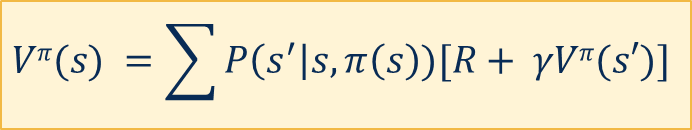 V^π(s) = ∑ P(s′|s, π(s))[R + γV^π(s′)]